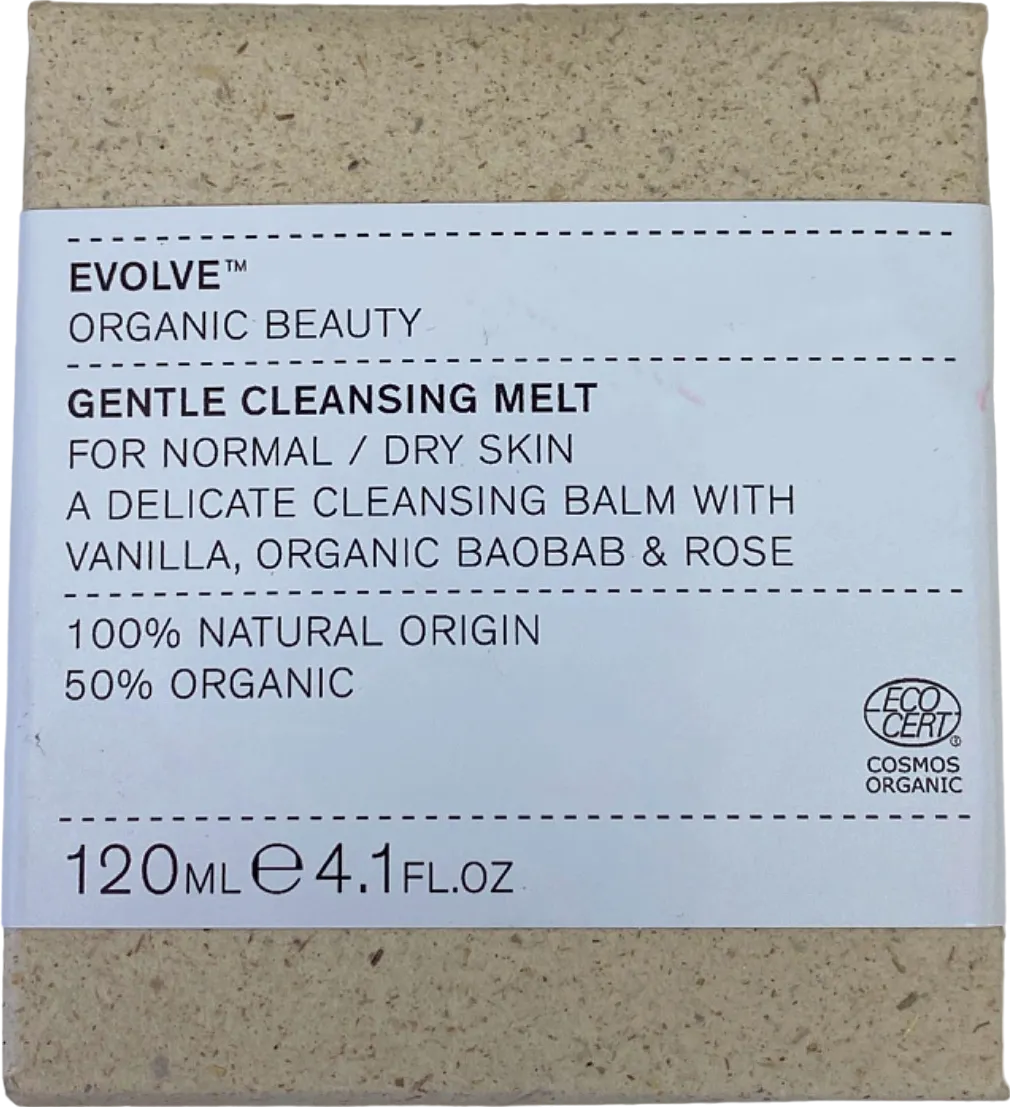 EVOLVE™
ORGANIC BEAUTY
GENTLE CLEANSING MELT
FOR NORMAL / DRY SKIN
A DELICATE CLEANSING BALM WITH
VANILLA, ORGANIC BAOBAB & ROSE
100% NATURAL ORIGIN
50% ORGANIC
ECO
CERT®
COSMOS
ORGANIC
120ML ℮ 4.1FL.OZ